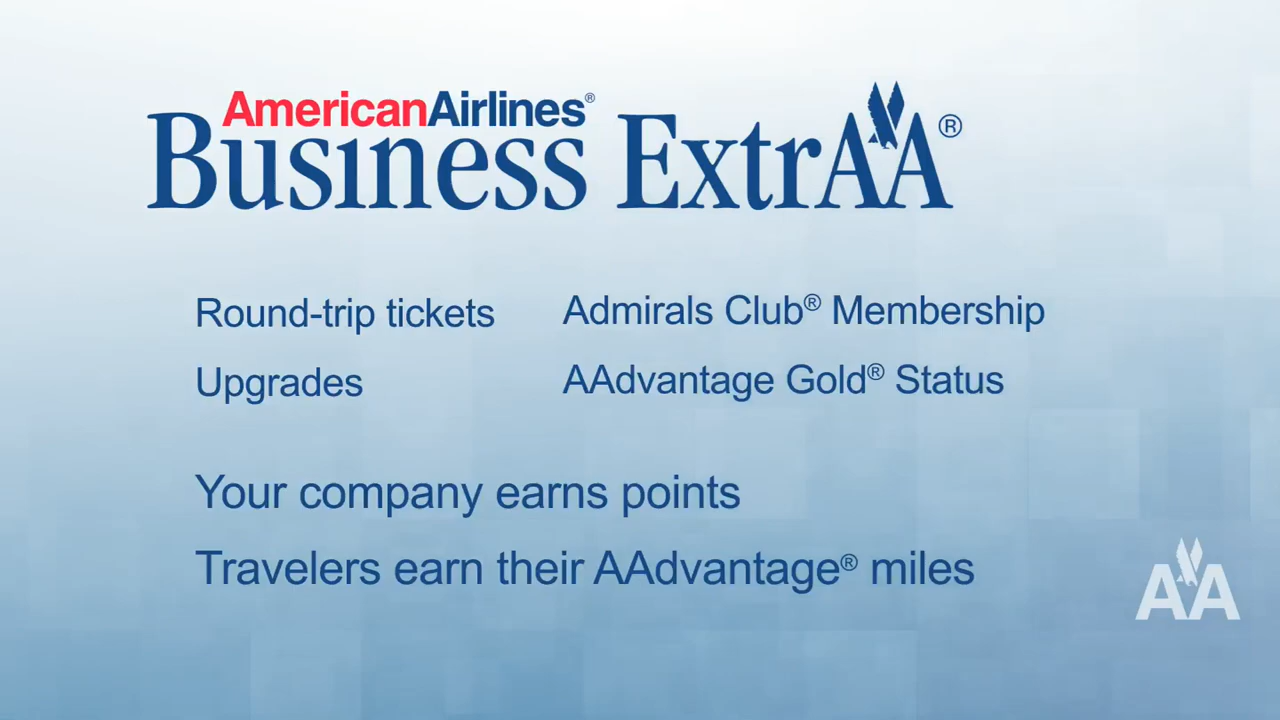 AmericanAirlines®
Business ExtrAA®
Round-trip tickets
Admirals Club® Membership
Upgrades
AAdvantage Gold® Status
Your company earns points
Travelers earn their AAdvantage® miles
AA